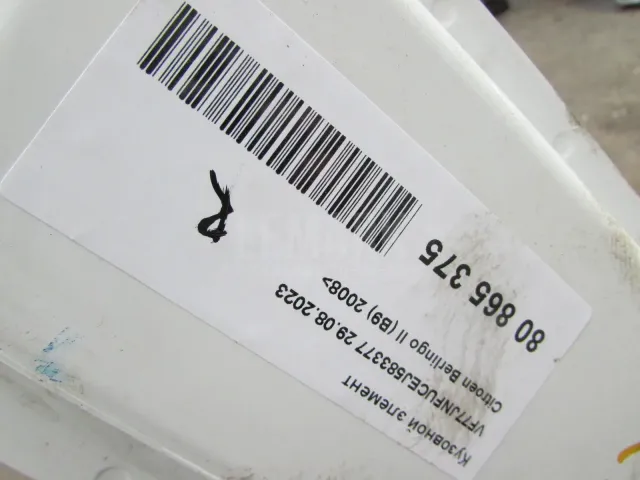 80 865 375
Citroen Berlingo II (B9) 2008>
VF77JNFUCEJ583377 29.08.2023
Кузовной элемент